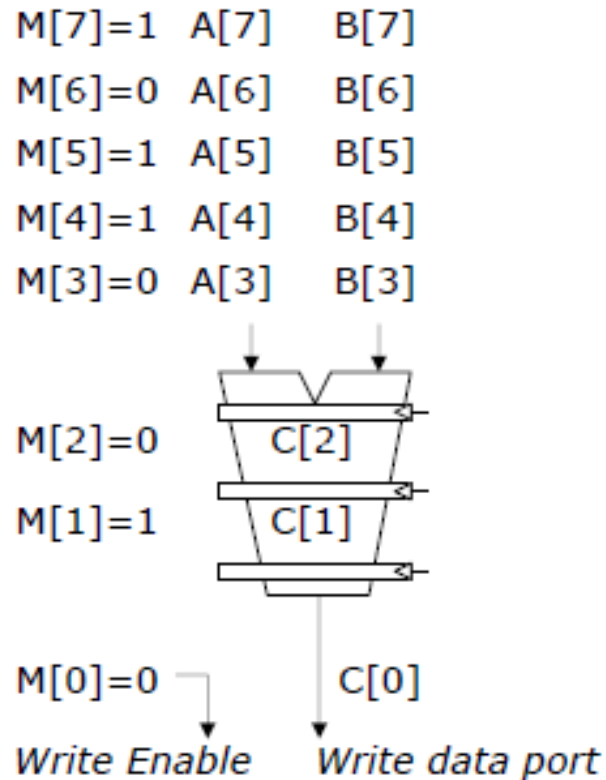 M[7]=1 A[7] B[7]
M[6]=0 A[6] B[6]
M[5]=1 A[5] B[5]
M[4]=1 A[4] B[4]
M[3]=0 A[3] B[3]
M[2]=0 C[2]
M[1]=1 C[1]
M[0]=0 C[0]
Write Enable Write data port